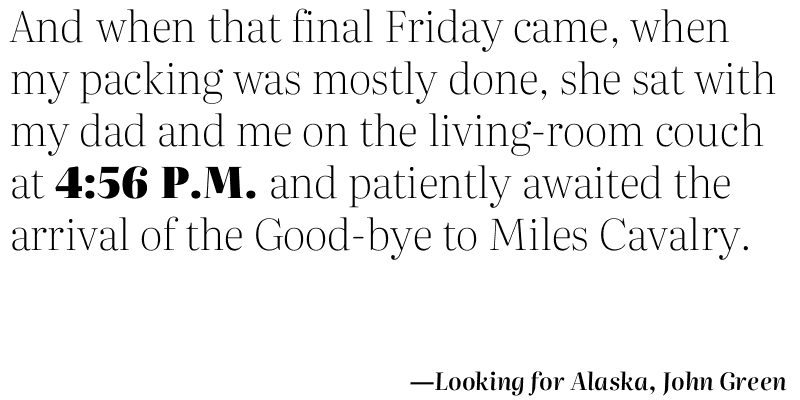 And when that final Friday came, when
my packing was mostly done, she sat with
my dad and me on the living-room couch
at 4:56 P.M. and patiently awaited the
arrival of the Good-bye to Miles Cavalry.
—Looking for Alaska, John Green